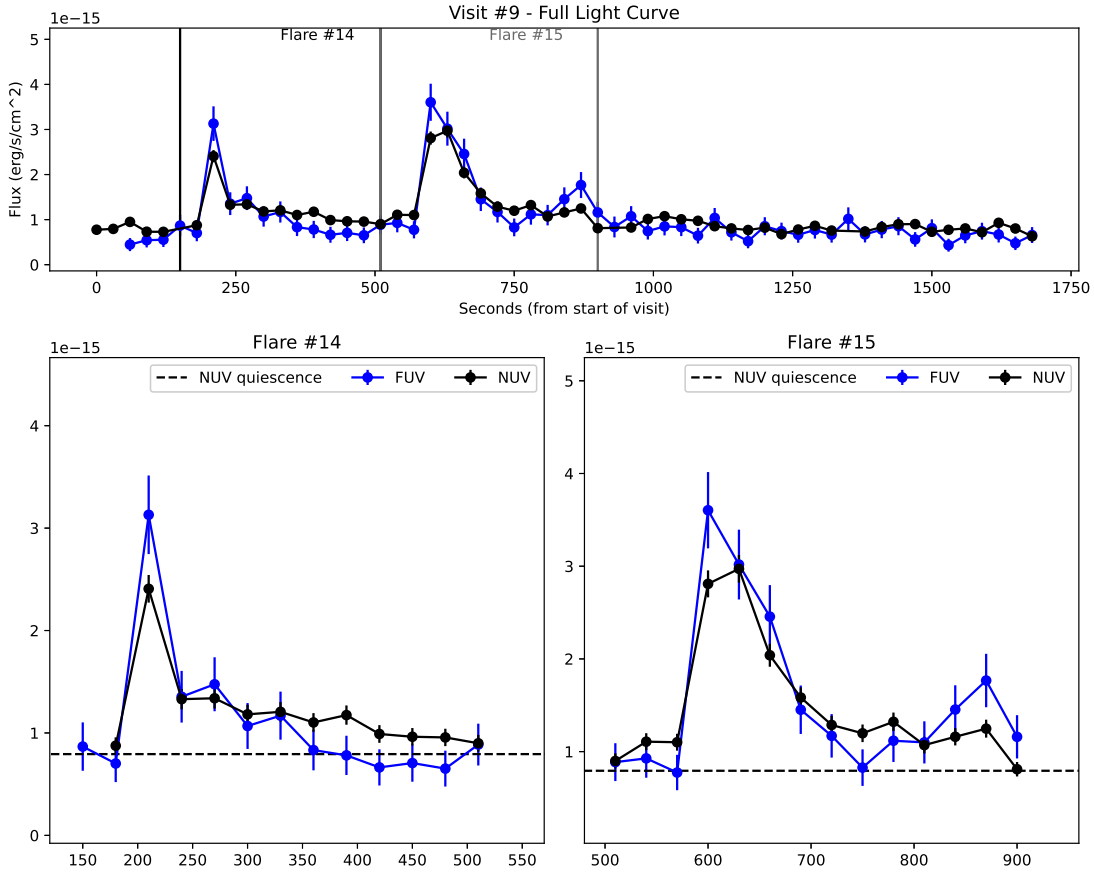 Visit #9 - Full Light Curve
1e−15
Flare #14 Flare #15
5
4
3
2
1
0
Flux (erg/s/cm^2)
0 250 500 750 1000 1250 1500 1750
Seconds (from start of visit)
Flare #14
1e−15
NUV quiescence FUV NUV
4
3
2
1
0
150 200 250 300 350 400 450 500 550
Flare #15
1e−15
NUV quiescence FUV NUV
5
4
3
2
1
500 600 700 800 900